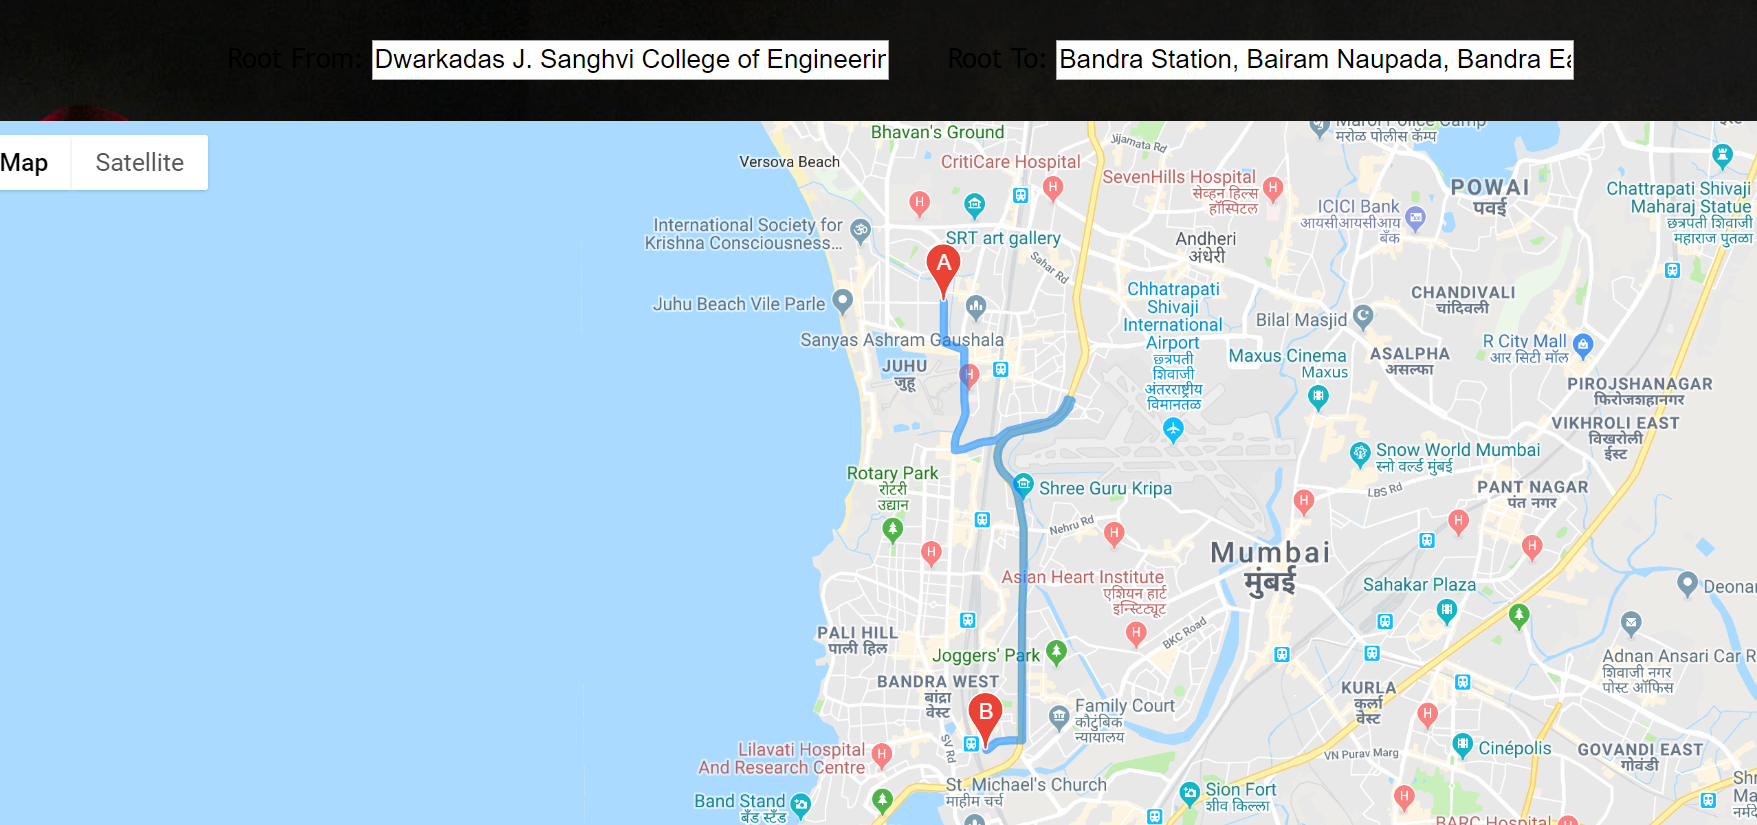 Root From: Dwarkadas J. Sanghvi College of Engineerin
Root To: Bandra Station, Bairam Naupada, Bandra Ea
Map
Satellite
Bhavan's Ground
Versova Beach
CritiCare Hospital
Jijamata Rd
Marol Police Camp
मरोळ पोलीस कॅम्प
SevenHills Hospital
सेव्हन हिल्स
हॉस्पिटल
POWAI
पवई
Chattrapati Shivaji
Maharaj Statue
छत्रपती शिवाजी
महाराज पुतळा
ICICI Bank
आयसीआयसीआय
बँक
International Society for
Krishna Consciousness...
SRT art gallery
Andheri
अंधेरी
Sahar Rd
A
Juhu Beach Vile Parle
Chhatrapati
Shivaji
International
Airport
छत्रपती
शिवाजी
अंतरराष्ट्रीय
विमानतळ
CHANDIVALI
चांदिवली
Bilal Masjid
Sanyas Ashram Gaushala
R City Mall
आर सिटी मॉल
Maxus Cinema
Maxus
ASALPHA
असल्फा
JUHU
जुहू
PIROJSHANAGAR
फिरोजशहानगर
VIKHROLI EAST
विखरोली
ईस्ट
Snow World Mumbai
स्नो वर्ल्ड मुंबई
Rotary Park
रोटरी
उद्यान
Shree Guru Kripa
LBS Rd
PANT NAGAR
पंत नगर
Nehru Rd
Mumbai
मुंबई
Asian Heart Institute
एशियन हार्ट
इन्स्टिट्यूट
Sahakar Plaza
Deonar
PALI HILL
पाली हिल
BKC Road
Joggers' Park
Adnan Ansari Car R
शिवाजी नगर
पोस्ट ऑफिस
BANDRA WEST
बांद्रा
वेस्ट
KURLA
कुर्ला
वेस्ट
B
Family Court
कौटुंबिक
न्यायालय
SV Rd
Lilavati Hospital
And Research Centre
VN Purav Marg
Cinépolis
GOVANDI EAST
गोवंडी
St. Michael's Church
माहीम चर्च
Sion Fort
शीव किल्ला
Band Stand
बँड स्टँड
Shr
Ma
नर्मदे
BARC Hospital